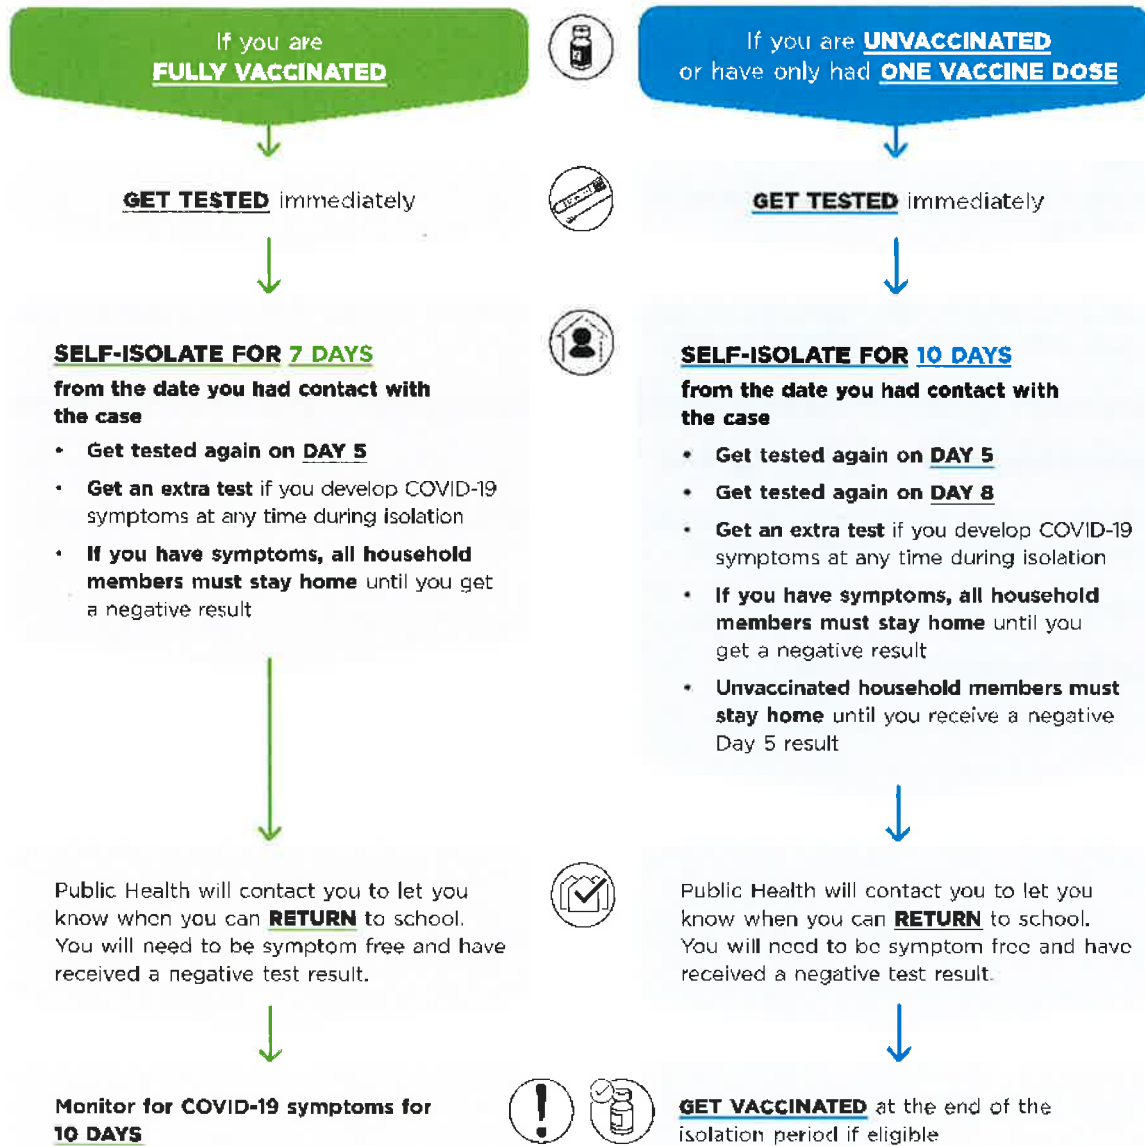 If you are
FULLY VACCINATED
GET TESTED immediately
SELF-ISOLATE FOR 7 DAYS
from the date you had contact with
the case
• Get tested again on DAY 5
• Get an extra test if you develop COVID-19
symptoms at any time during isolation
• If you have symptoms, all household
members must stay home until you get
a negative result
Public Health will contact you to let you
know when you can RETURN to school.
You will need to be symptom free and have
received a negative test result.
Monitor for COVID-19 symptoms for
10 DAYS
If you are UNVACCINATED
or have only had ONE VACCINE DOSE
GET TESTED immediately
SELF-ISOLATE FOR 10 DAYS
from the date you had contact with
the case
• Get tested again on DAY 5
• Get tested again on DAY 8
• Get an extra test if you develop COVID-19
symptoms at any time during isolation
• If you have symptoms, all household
members must stay home until you
get a negative result
• Unvaccinated household members must
stay home until you receive a negative
Day 5 result
Public Health will contact you to let you
know when you can RETURN to school.
You will need to be symptom free and have
received a negative test result.
GET VACCINATED at the end of the
isolation period if eligible